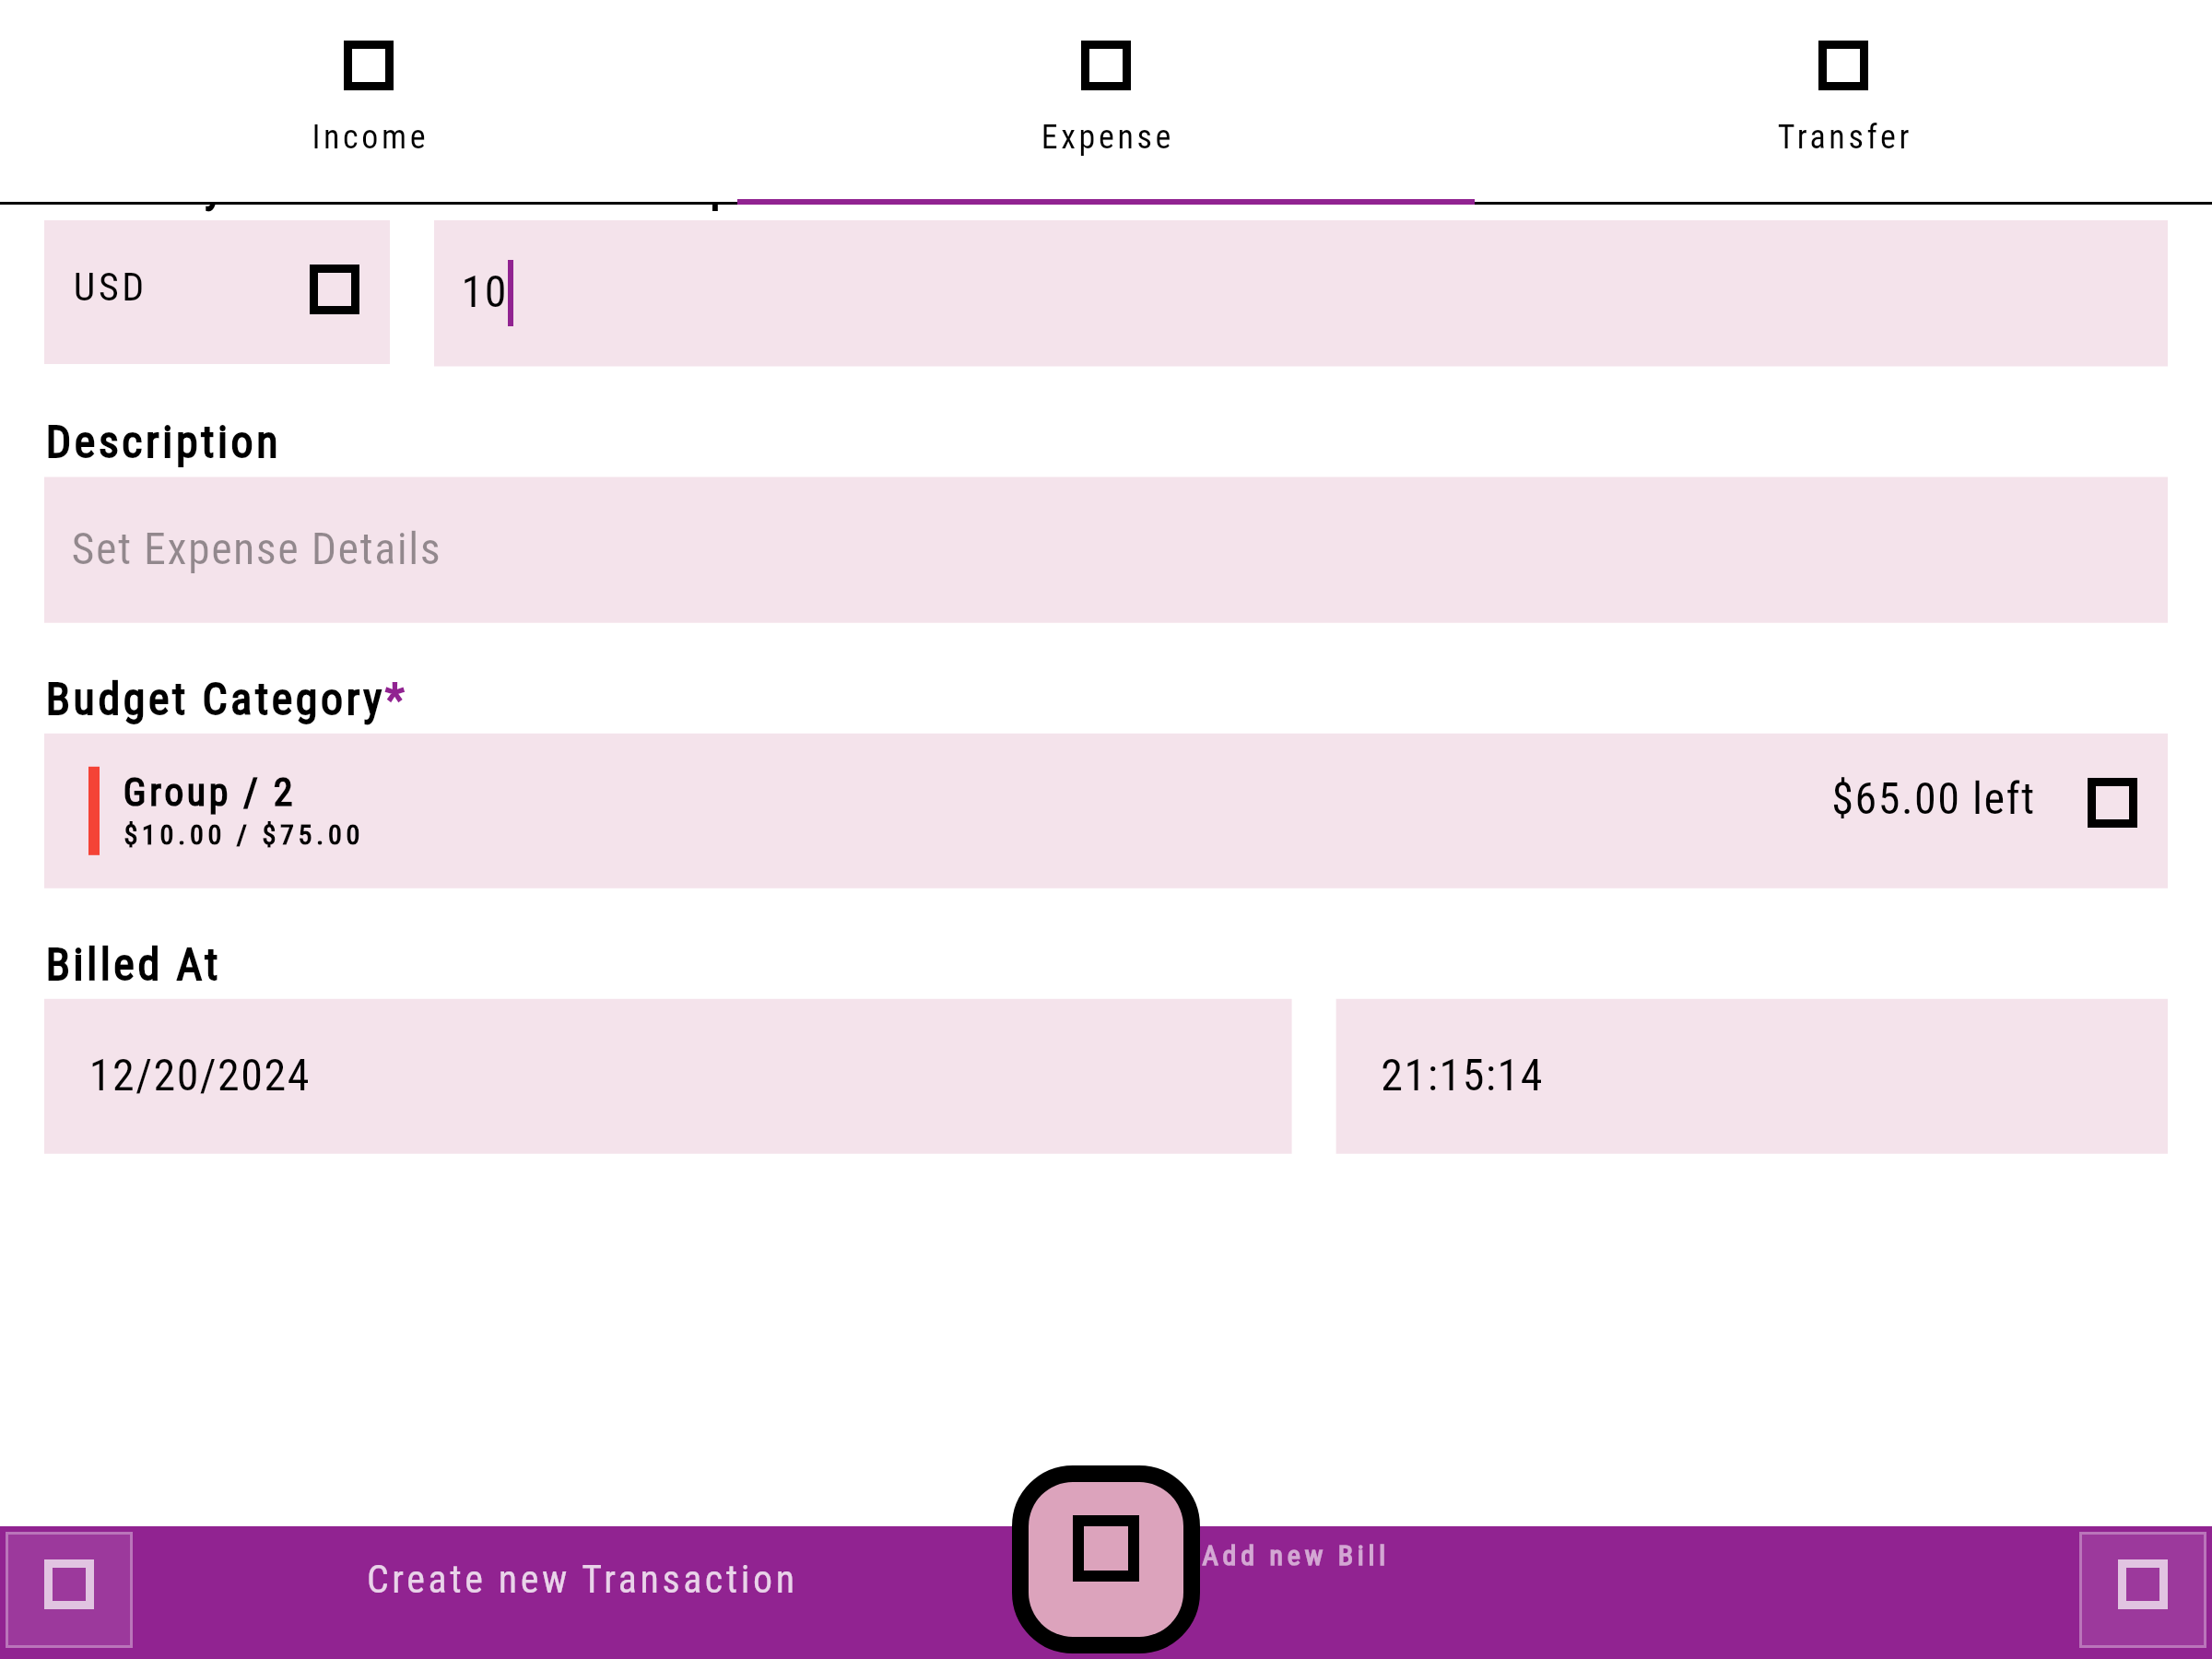 Income
Expense
Transfer
USD
10
Description
Set Expense Details
Budget Category*
Group / 2
$10.00 / $75.00
$65.00 left
Billed At
12/20/2024
21:15:14
Create new Transaction
Add new Bill